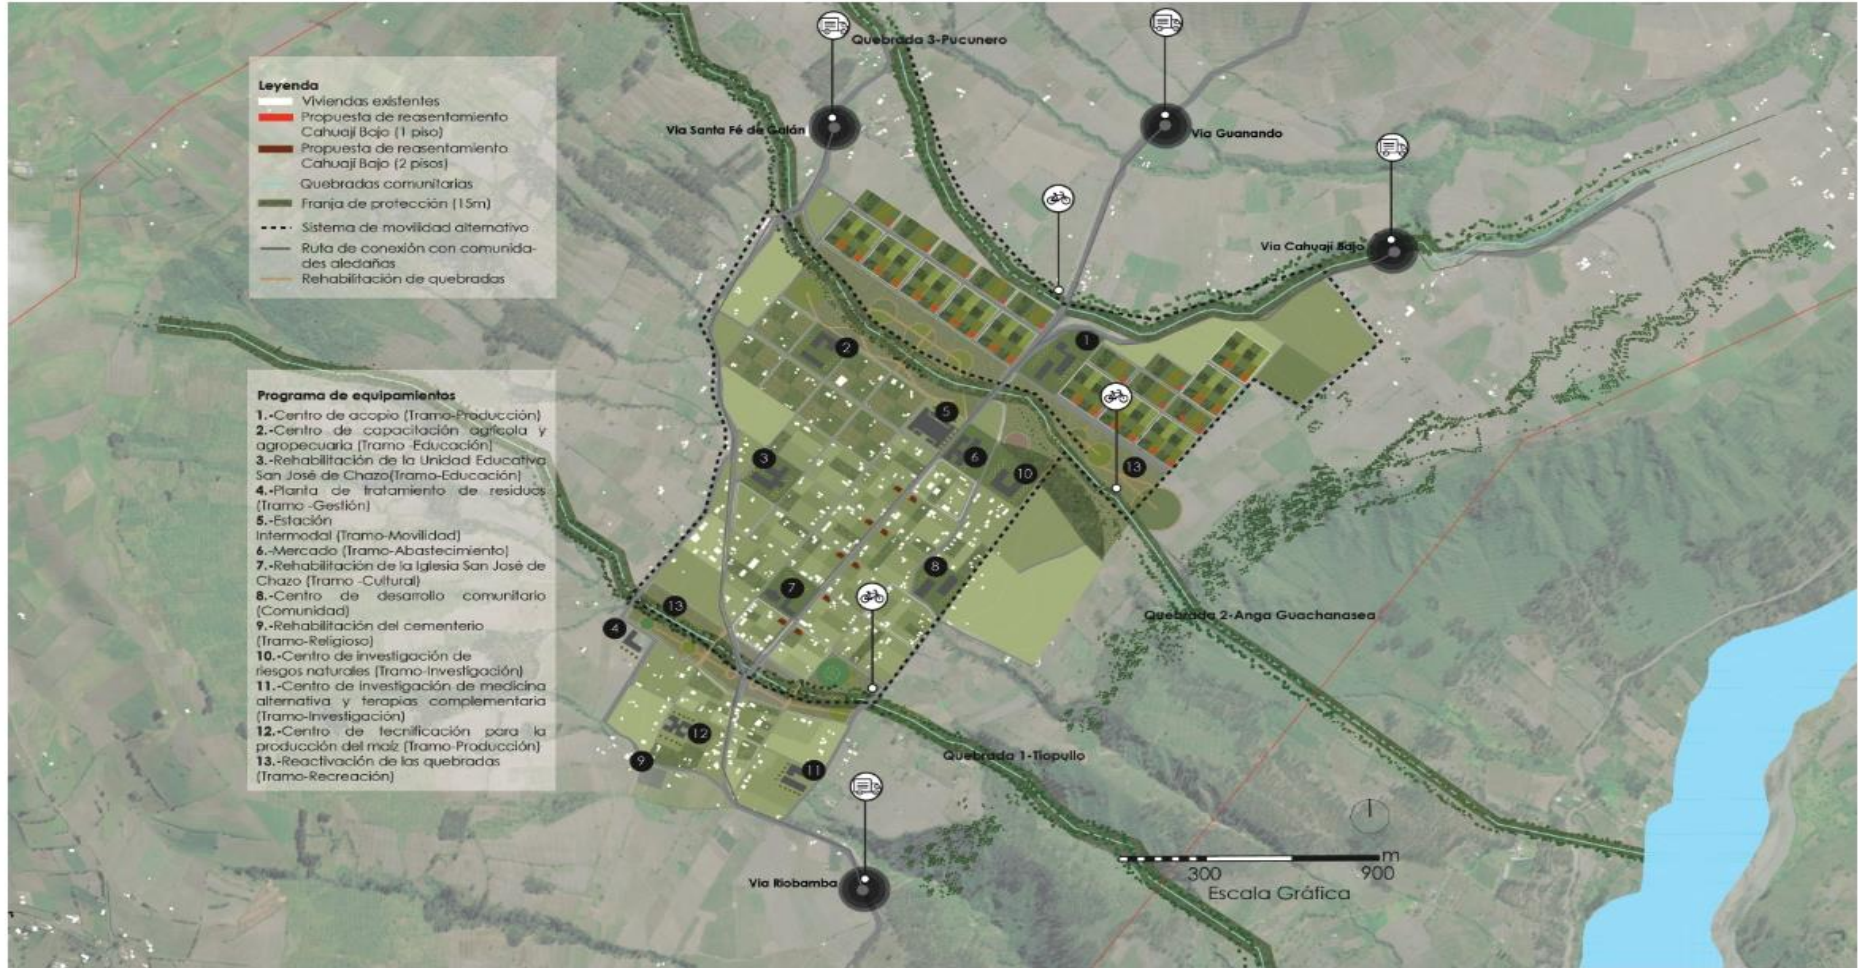 Quebrada 3-Pucunero
Vía Santa Fé de Galán
Vía Guanando
Vía Cahuají Bajo
Leyenda
Viviendas existentes
Propuesta de reasentamiento
Cahuají Bajo (1 piso)
Propuesta de reasentamiento
Cahuají Bajo (2 pisos)
Quebradas comunitarias
Franja de protección (15m)
Sistema de movilidad alternativo
Ruta de conexión con comunida-
des aledañas
Rehabilitación de quebradas
Programa de equipamientos
1.-Centro de acopio (Tramo-Producción)
2.-Centro de capacitación agrícola y
agropecuaria (Tramo -Educación)
3.-Rehabilitación de la Unidad Educativa
San José de Chazo(Tramo-Educación)
4.-Planta de tratamiento de residuos
(Tramo -Gestión)
5.-Estación
Intermodal (Tramo-Movilidad)
6.-Mercado (Tramo-Abastecimiento)
7.-Rehabilitación de la Iglesia San José de
Chazo (Tramo -Cultural)
8.-Centro de desarrollo comunitario
(Comunidad)
9.-Rehabilitación del cementerio
(Tramo-Religioso)
10.-Centro de investigación de
riesgos naturales (Tramo-Investigación)
11.-Centro de investigación de medicina
alternativa y terapias complementaria
(Tramo-Investigación)
12.-Centro de tecnificación para la
producción del maíz (Tramo-Producción)
13.-Reactivación de las quebradas
(Tramo-Recreación)
1
2
5
3
6
10
13
8
7
13
4
12
9
11
Quebrada 2-Anga Guachanasea
Quebrada 1-Tiopullo
Vía Riobamba
m
300
900
Escala Gráfica